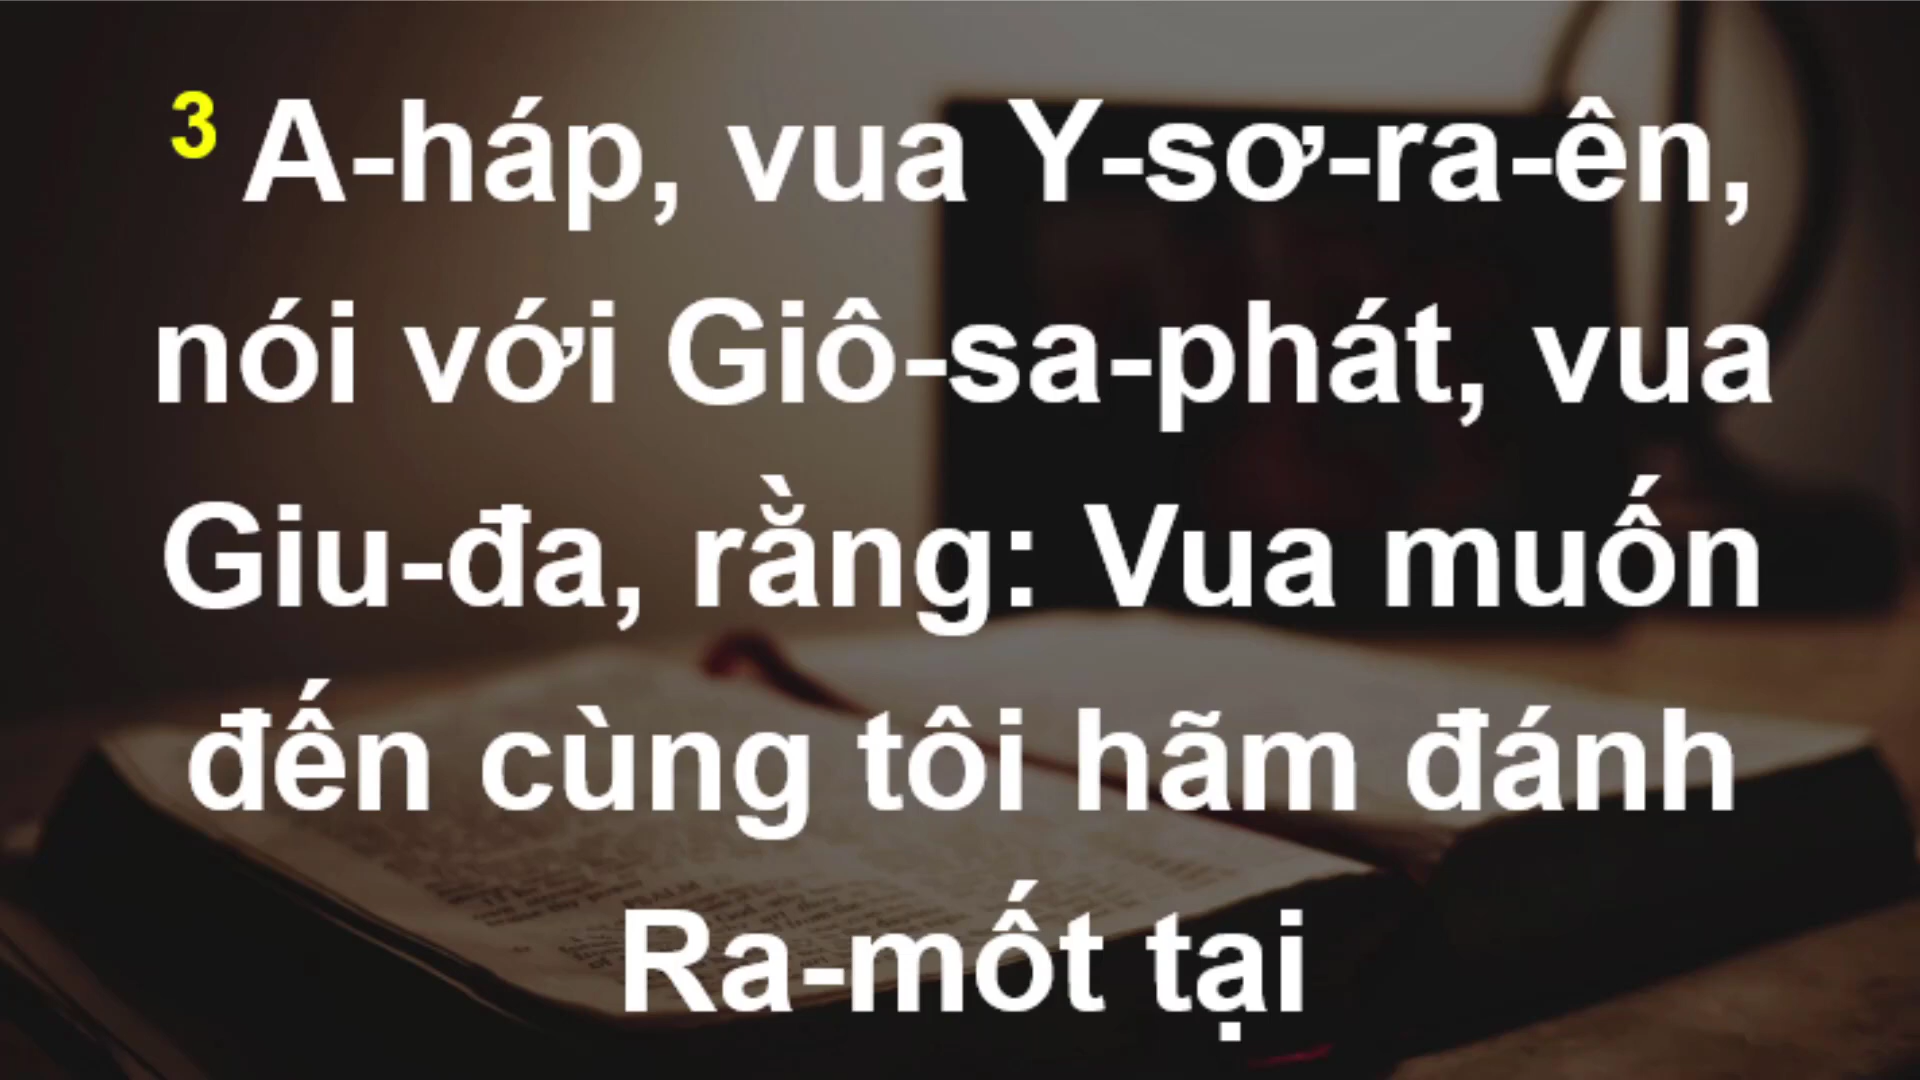 3 A-háp, vua Y-sơ-ra-ên,
nói với Giô-sa-phát, vua
Giu-đa, rằng: Vua muốn
đến cùng tôi hãm đánh
Ra-mốt tại